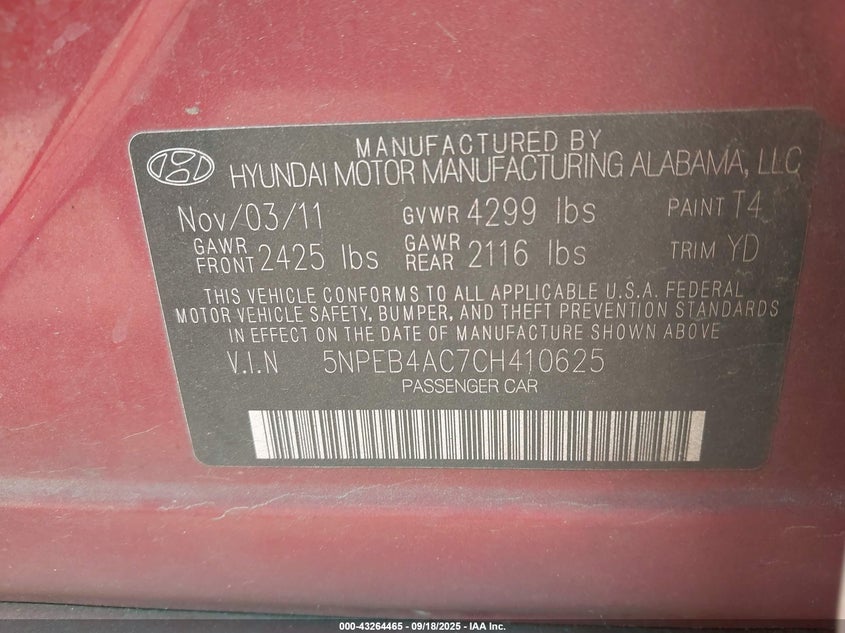 MANUFACTURED BY
HYUNDAI MOTOR MANUFACTURING ALABAMA, LLC
Nov/03/11 GVWR 4299 lbs PAINT T4
GAWR FRONT 2425 lbs GAWR REAR 2116 lbs TRIM YD
THIS VEHICLE CONFORMS TO ALL APPLICABLE U.S.A. FEDERAL
MOTOR VEHICLE SAFETY, BUMPER, AND THEFT PREVENTION STANDARDS
IN EFFECT ON THE DATE OF MANUFACTURE SHOWN ABOVE
V.I.N 5NPEB4AC7CH410625
PASSENGER CAR
000-43264465 - 09/18/2025 - IAA Inc.